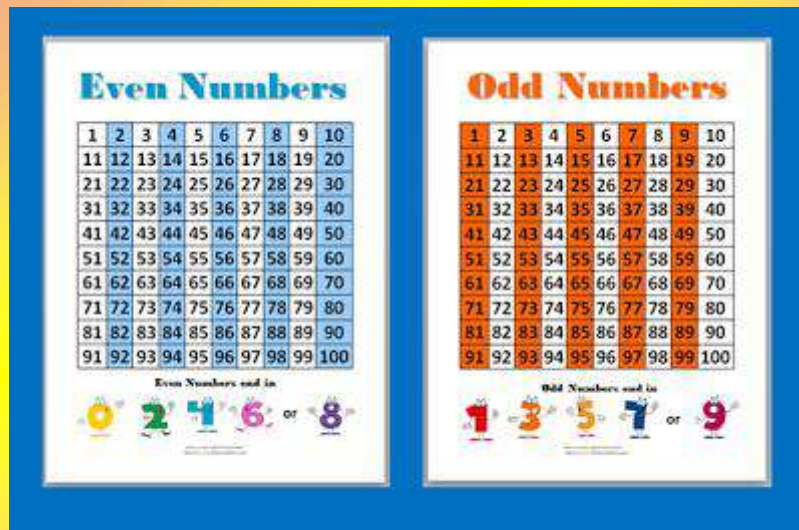 Even Numbers
1 2 3 4 5 6 7 8 9 10
11 12 13 14 15 16 17 18 19 20
21 22 23 24 25 26 27 28 29 30
31 32 33 34 35 36 37 38 39 40
41 42 43 44 45 46 47 48 49 50
51 52 53 54 55 56 57 58 59 60
61 62 63 64 65 66 67 68 69 70
71 72 73 74 75 76 77 78 79 80
81 82 83 84 85 86 87 88 89 90
91 92 93 94 95 96 97 98 99 100
Even Numbers end in
0 2 4 6 or 8
Odd Numbers
1 2 3 4 5 6 7 8 9 10
11 12 13 14 15 16 17 18 19 20
21 22 23 24 25 26 27 28 29 30
31 32 33 34 35 36 37 38 39 40
41 42 43 44 45 46 47 48 49 50
51 52 53 54 55 56 57 58 59 60
61 62 63 64 65 66 67 68 69 70
71 72 73 74 75 76 77 78 79 80
81 82 83 84 85 86 87 88 89 90
91 92 93 94 95 96 97 98 99 100
Odd Numbers end in
1 3 5 7 or 9